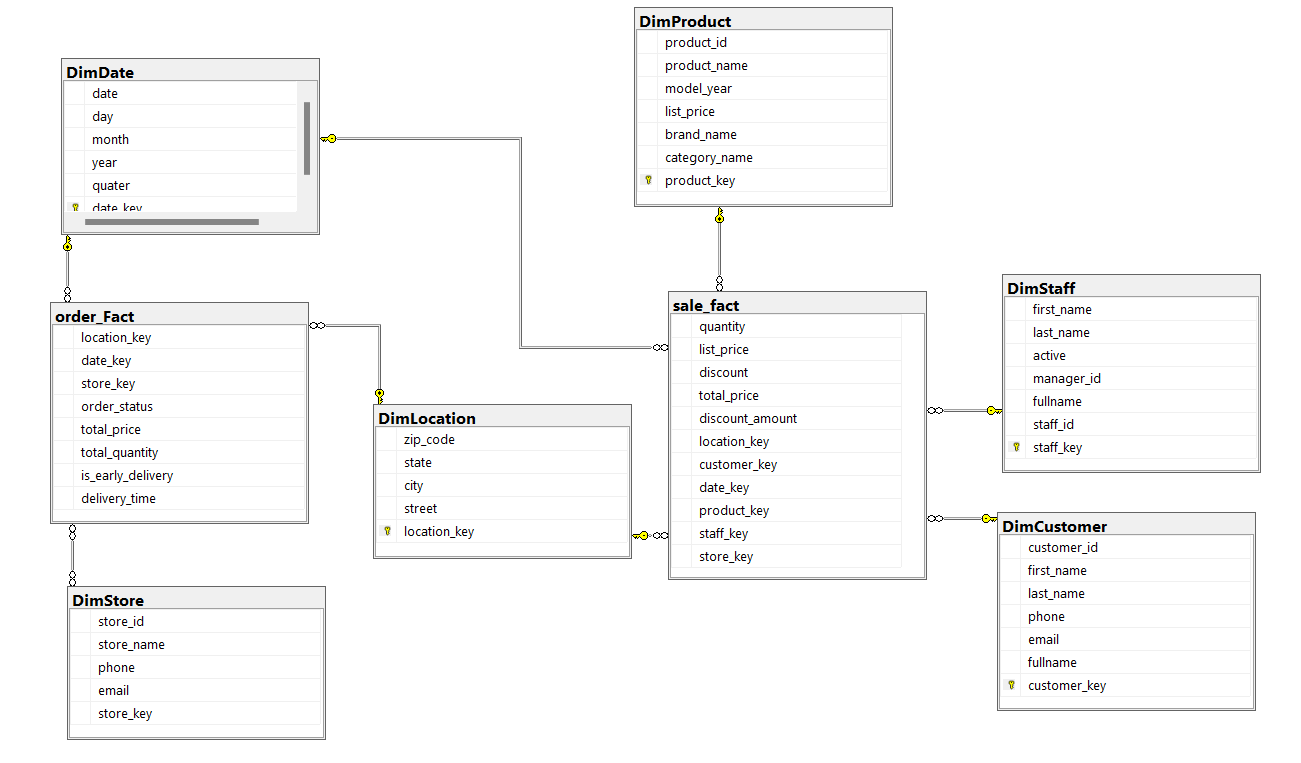 DimProduct
product_id
product_name
model_year
list_price
brand_name
category_name
product_key
DimDate
date
day
month
year
quater
date_key
order_Fact
location_key
date_key
store_key
order_status
total_price
total_quantity
is_early_delivery
delivery_time
DimLocation
zip_code
state
city
street
location_key
sale_fact
quantity
list_price
discount
total_price
discount_amount
location_key
customer_key
date_key
product_key
staff_key
store_key
DimStaff
first_name
last_name
active
manager_id
fullname
staff_id
staff_key
DimCustomer
customer_id
first_name
last_name
phone
email
fullname
customer_key
DimStore
store_id
store_name
phone
email
store_key